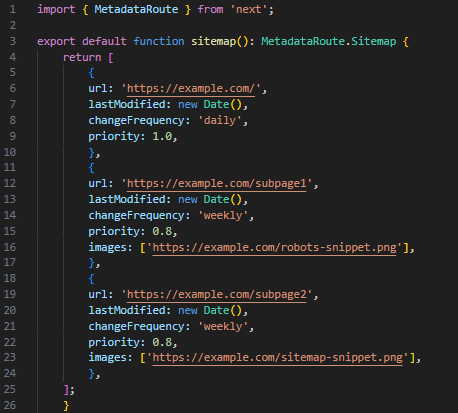 1 import { MetadataRoute } from 'next';
2
3 export default function sitemap(): MetadataRoute.Sitemap {
4 return [
5 {
6 url: 'https://example.com/',
7 lastModified: new Date(),
8 changeFrequency: 'daily',
9 priority: 1.0,
10 },
11 {
12 url: 'https://example.com/subpage1',
13 lastModified: new Date(),
14 changeFrequency: 'weekly',
15 priority: 0.8,
16 images: ['https://example.com/robots-snippet.png'],
17 },
18 {
19 url: 'https://example.com/subpage2',
20 lastModified: new Date(),
21 changeFrequency: 'weekly',
22 priority: 0.8,
23 images: ['https://example.com/sitemap-snippet.png'],
24 },
25 ];
26 }